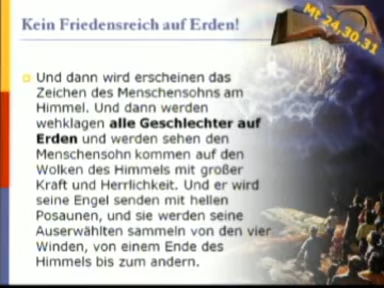 Kein Friedensreich auf Erden!
Mt 24,30.31
Und dann wird erscheinen das
Zeichen des Menschensohns am
Himmel. Und dann werden
wehklagen alle Geschlechter auf
Erden und werden sehen den
Menschensohn kommen auf den
Wolken des Himmels mit großer
Kraft und Herrlichkeit. Und er wird
seine Engel senden mit hellen
Posaunen, und sie werden seine
Auserwählten sammeln von den vier
Winden, von einem Ende des
Himmels bis zum andern.